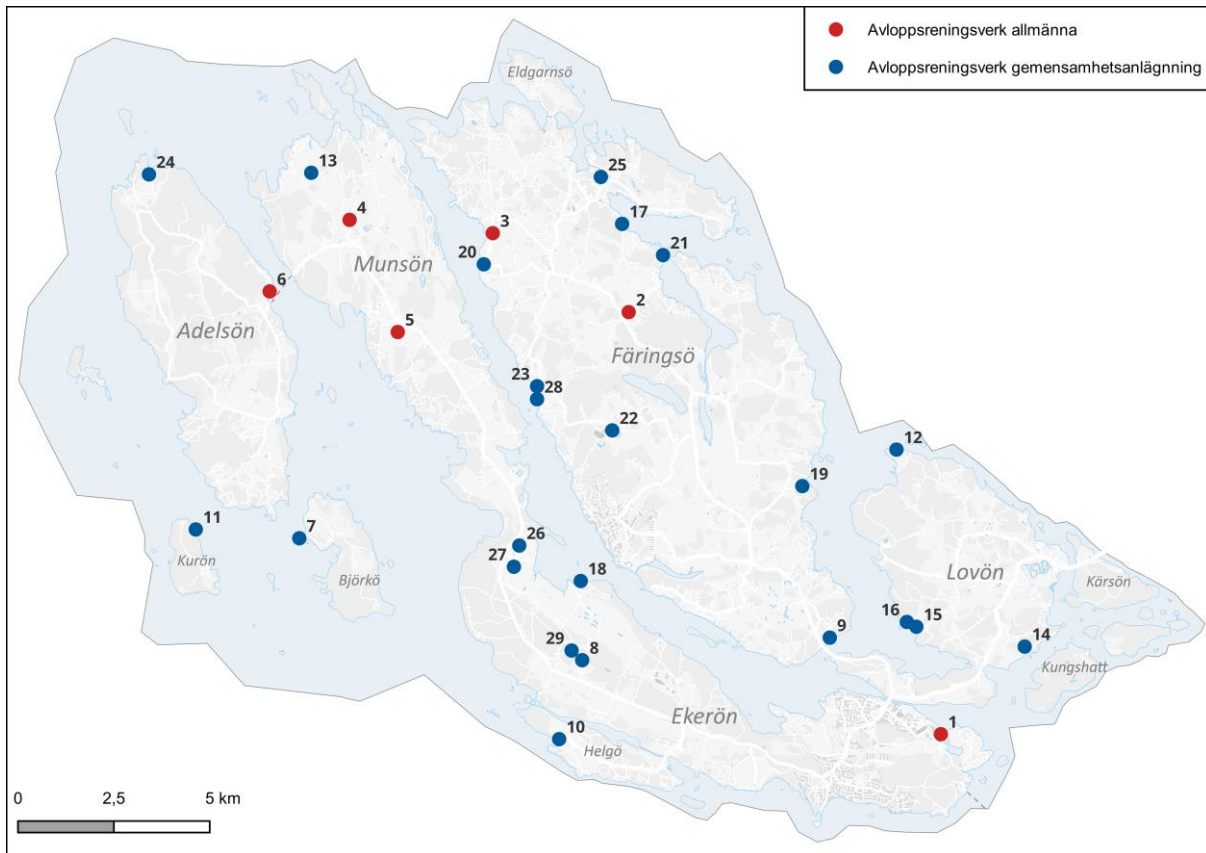 Avloppsreningsverk allmänna
Avloppsreningsverk gemensamhetsanlägnning
Eldgarnsö
24
13
25
4
3
17
20
21
Munsön
6
2
5
Adelsön
Färingsö
23
28
22
12
19
11
7
26
27
18
Kurön
Björkö
Lovön
Kärsön
16
15
9
14
29
8
Kungshatt
Ekerön
1
10
Helgö
0
2,5
5 km